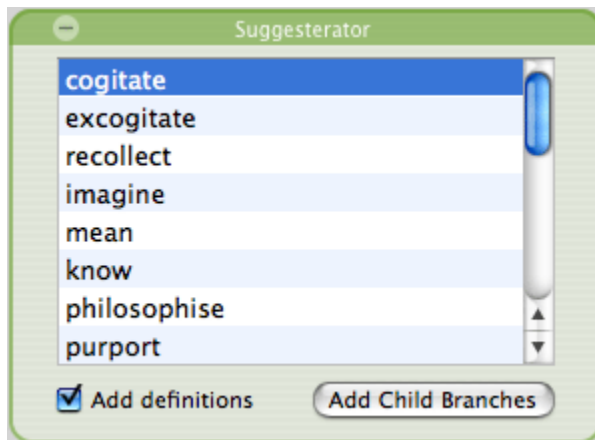 Suggesterator
cogitate
excogitate
recollect
imagine
mean
know
philosophise
purport
Add definitions Add Child Branches